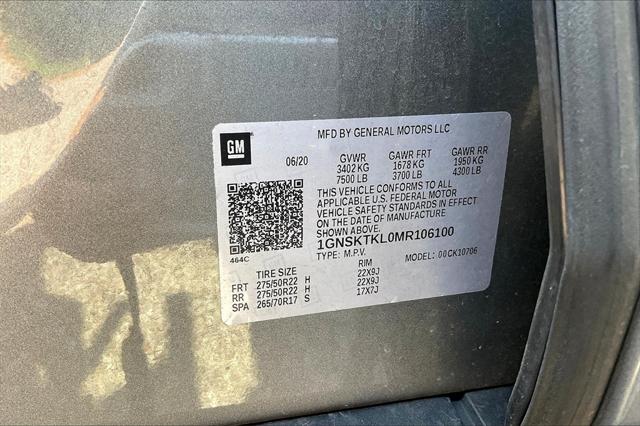 GM
MFD BY GENERAL MOTORS LLC
06/20 GVWR GAWR FRT GAWR RR
3402 KG 1678 KG 1950 KG
7500 LB 3700 LB 4300 LB
THIS VEHICLE CONFORMS TO ALL
APPLICABLE U.S. FEDERAL MOTOR
VEHICLE SAFETY STANDARDS IN EFFECT
ON THE DATE OF MANUFACTURE
SHOWN ABOVE.
1GNSKTKL0MR106100
464C TYPE: M.P.V. MODEL: 00CK10706
TIRE SIZE RIM
FRT 275/50R22 H 22X9J
RR 275/50R22 H 22X9J
SPA 265/70R17 S 17X7J